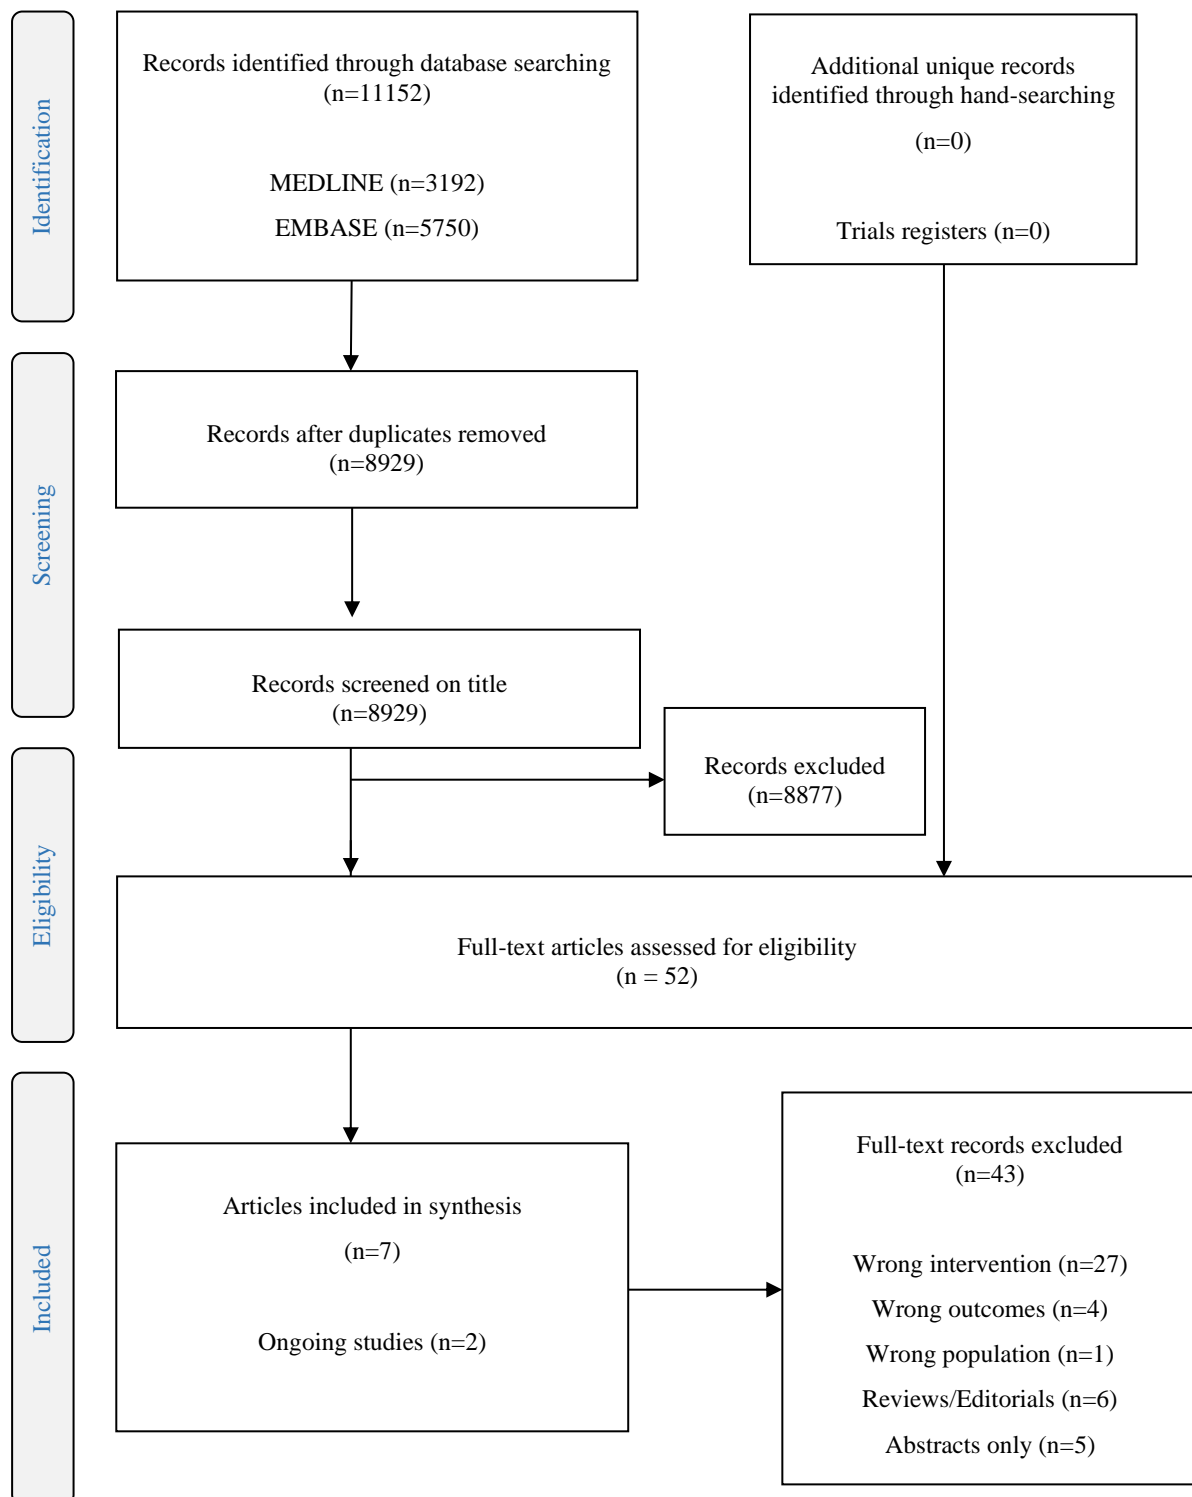 Identification
Records identified through database searching
(n=11152)
MEDLINE (n=3192)
EMBASE (n=5750)
Additional unique records
identified through hand-searching
(n=0)
Trials registers (n=0)
Screening
Records after duplicates removed
(n=8929)
Records screened on title
(n=8929)
Records excluded
(n=8877)
Eligibility
Full-text articles assessed for eligibility
(n = 52)
Included
Articles included in synthesis
(n=7)
Ongoing studies (n=2)
Full-text records excluded
(n=43)
Wrong intervention (n=27)
Wrong outcomes (n=4)
Wrong population (n=1)
Reviews/Editorials (n=6)
Abstracts only (n=5)